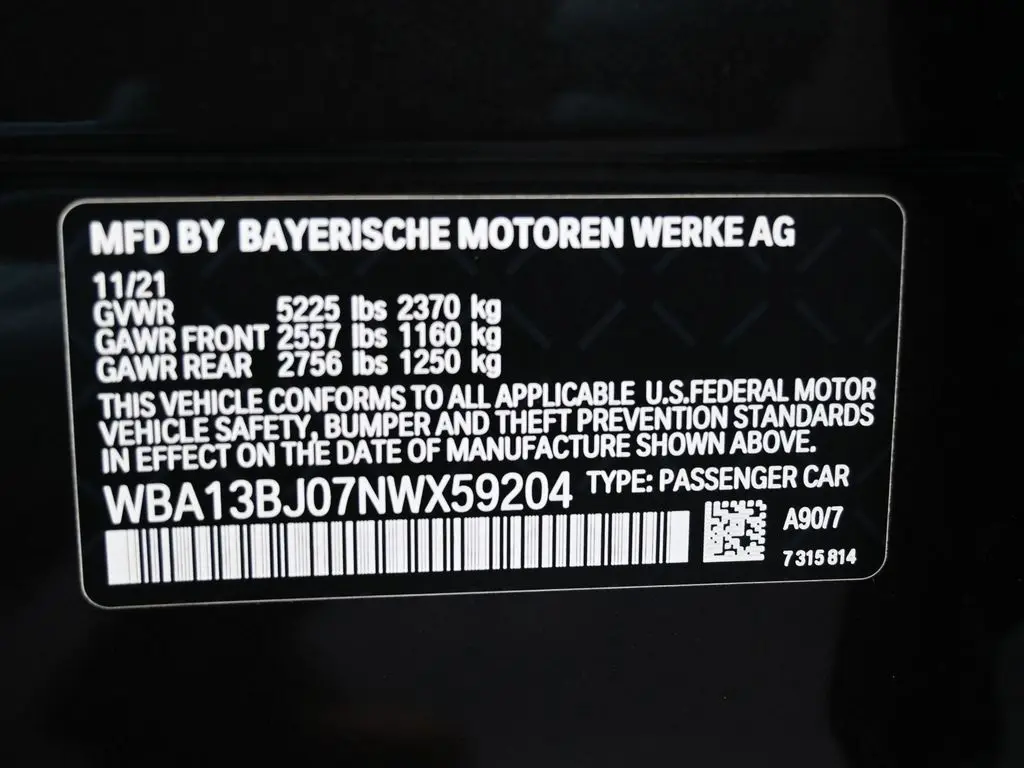 MFD BY BAYERISCHE MOTOREN WERKE AG
11/21
GVWR 5225 lbs 2370 kg
GAWR FRONT 2557 lbs 1160 kg
GAWR REAR 2756 lbs 1250 kg
THIS VEHICLE CONFORMS TO ALL APPLICABLE U.S.FEDERAL MOTOR
VEHICLE SAFETY, BUMPER AND THEFT PREVENTION STANDARDS
IN EFFECT ON THE DATE OF MANUFACTURE SHOWN ABOVE.
WBA13BJ07NWX59204 TYPE: PASSENGER CAR
A90/7
7 315 814